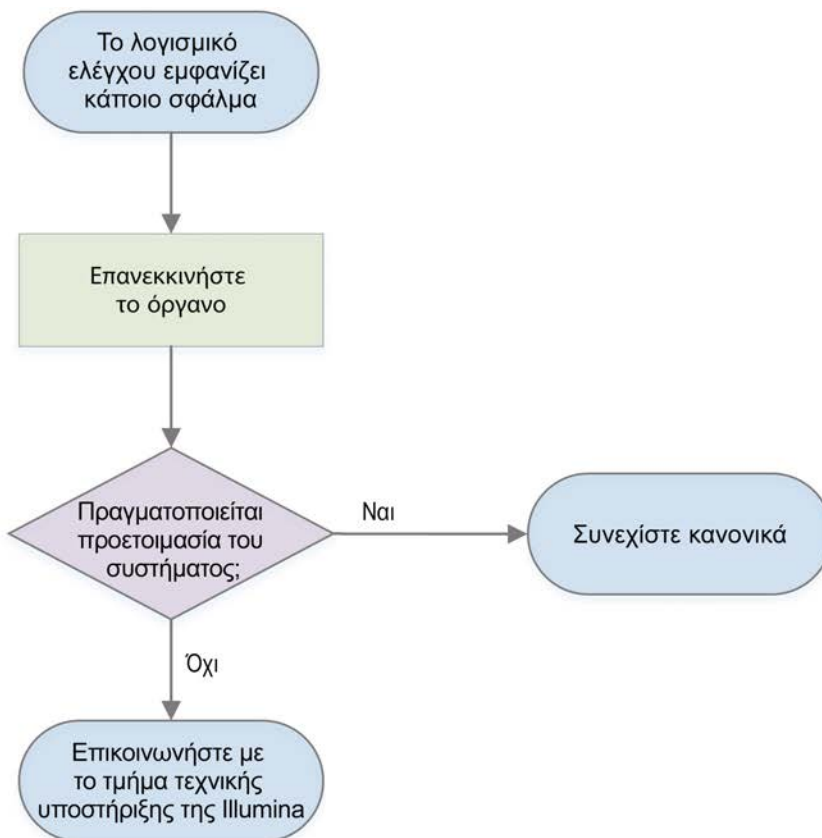 Το λογισμικό
ελέγχου εμφανίζει
κάποιο σφάλμα
Επανεκκινήστε
το όργανο
Πραγματοποιείται
προετοιμασία του
συστήματος;
Ναι
Συνεχίστε κανονικά
Όχι
Επικοινωνήστε με
το τμήμα τεχνικής
υποστήριξης της Illumina